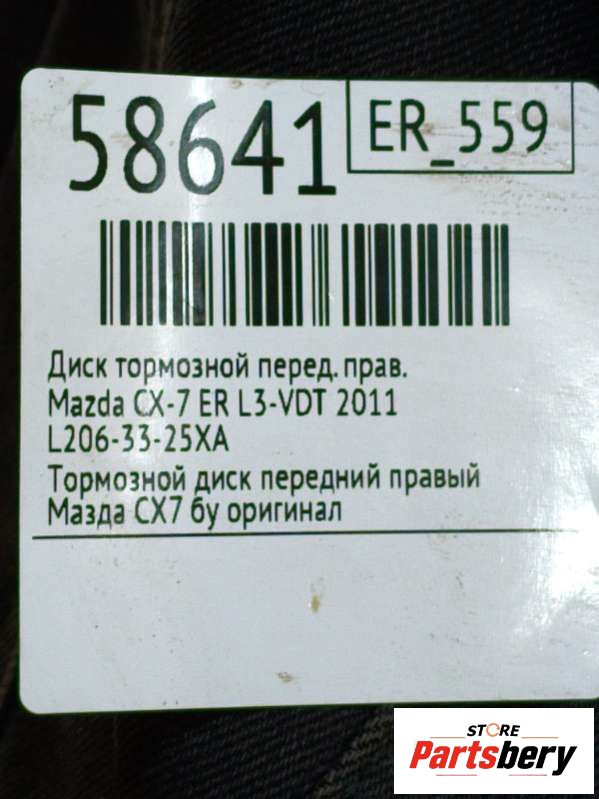 58641
ER_559
Диск тормозной перед. прав.
Mazda CX-7 ER L3-VDT 2011
L206-33-25XA
Тормозной диск передний правый
Мазда CX7 бу оригинал
STORE
Partsbery